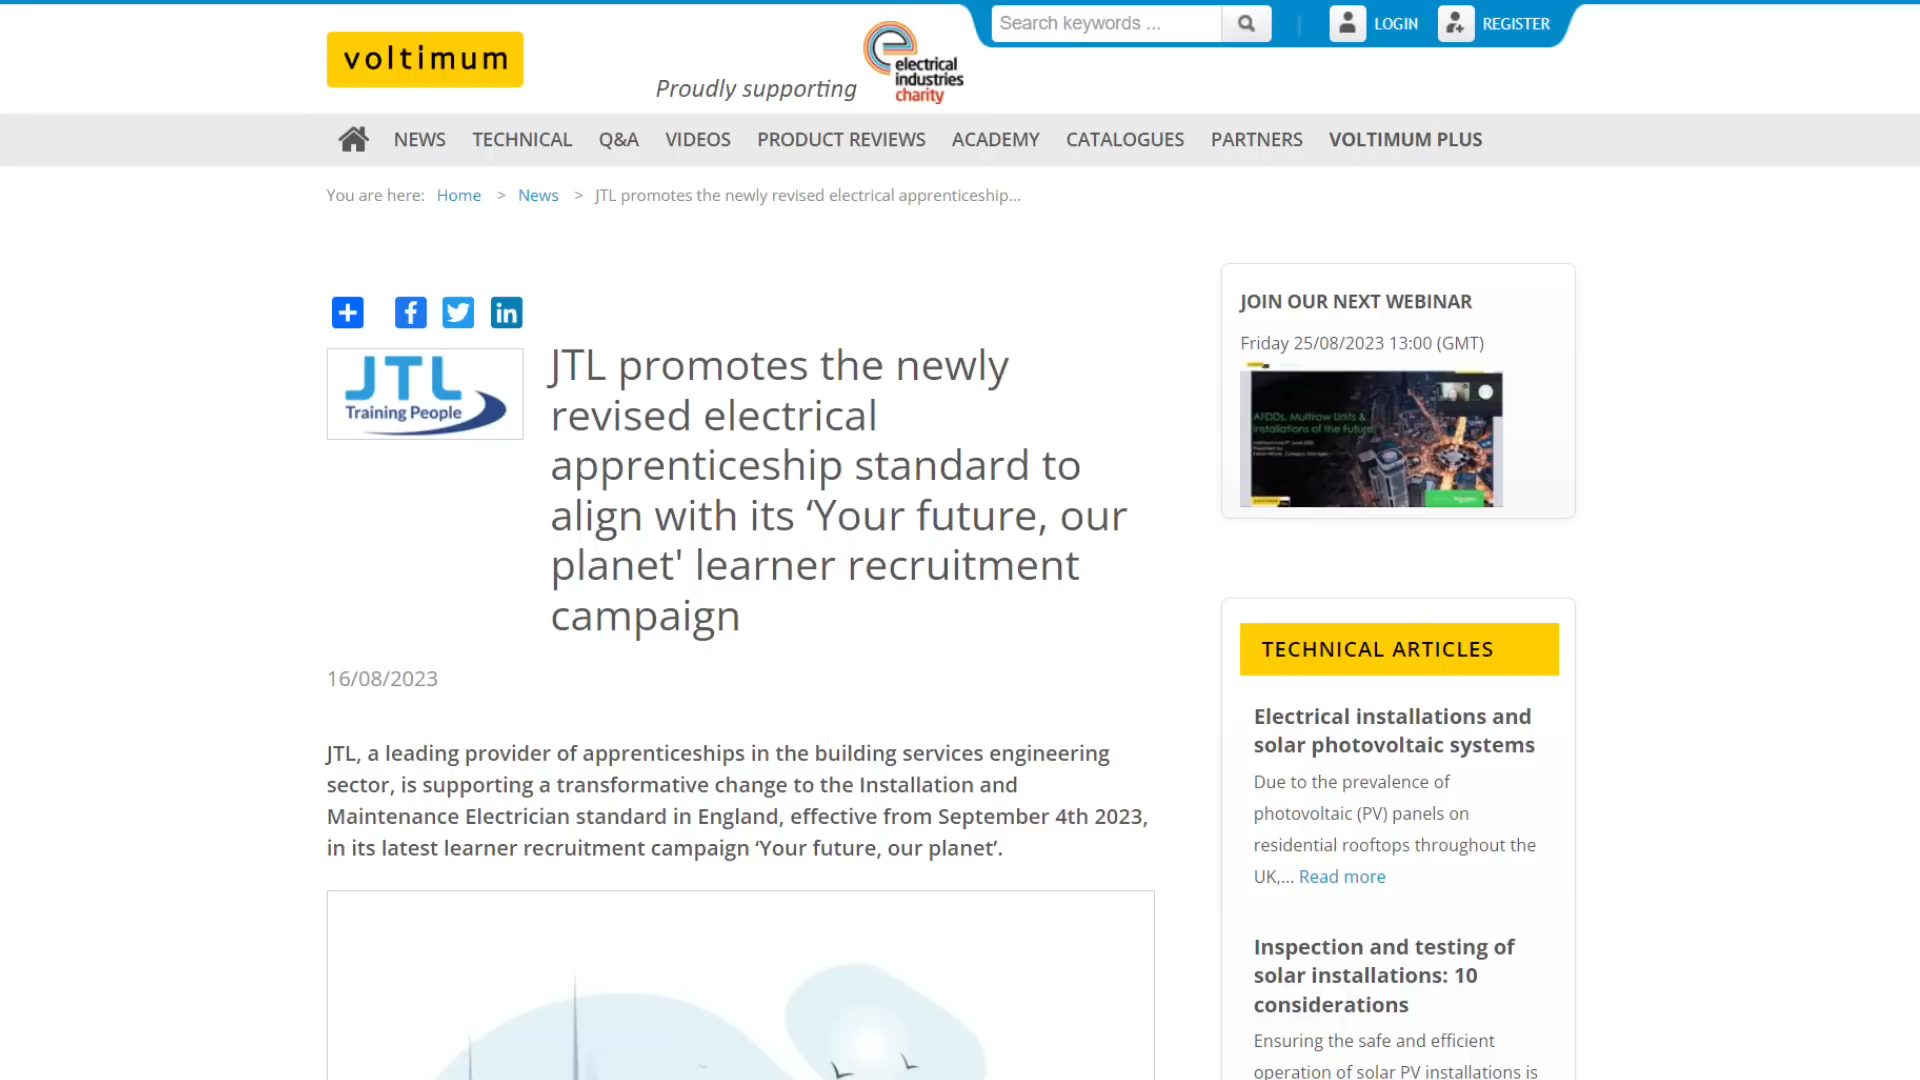 voltimum
Proudly supporting
electrical
industries
charity
Search keywords ...
LOGIN
REGISTER
NEWS TECHNICAL Q&A VIDEOS PRODUCT REVIEWS ACADEMY CATALOGUES PARTNERS VOLTIMUM PLUS
You are here: Home > News > JTL promotes the newly revised electrical apprenticeship...
JTL
Training People
JTL promotes the newly
revised electrical
apprenticeship standard to
align with its ‘Your future, our
planet' learner recruitment
campaign
16/08/2023
JTL, a leading provider of apprenticeships in the building services engineering
sector, is supporting a transformative change to the Installation and
Maintenance Electrician standard in England, effective from September 4th 2023,
in its latest learner recruitment campaign ‘Your future, our planet’.
JOIN OUR NEXT WEBINAR
Friday 25/08/2023 13:00 (GMT)
AFDDs, Multirow Units &
Installations of the Future
TECHNICAL ARTICLES
Electrical installations and
solar photovoltaic systems
Due to the prevalence of
photovoltaic (PV) panels on
residential rooftops throughout the
UK,... Read more
Inspection and testing of
solar installations: 10
considerations
Ensuring the safe and efficient
operation of solar PV installations is